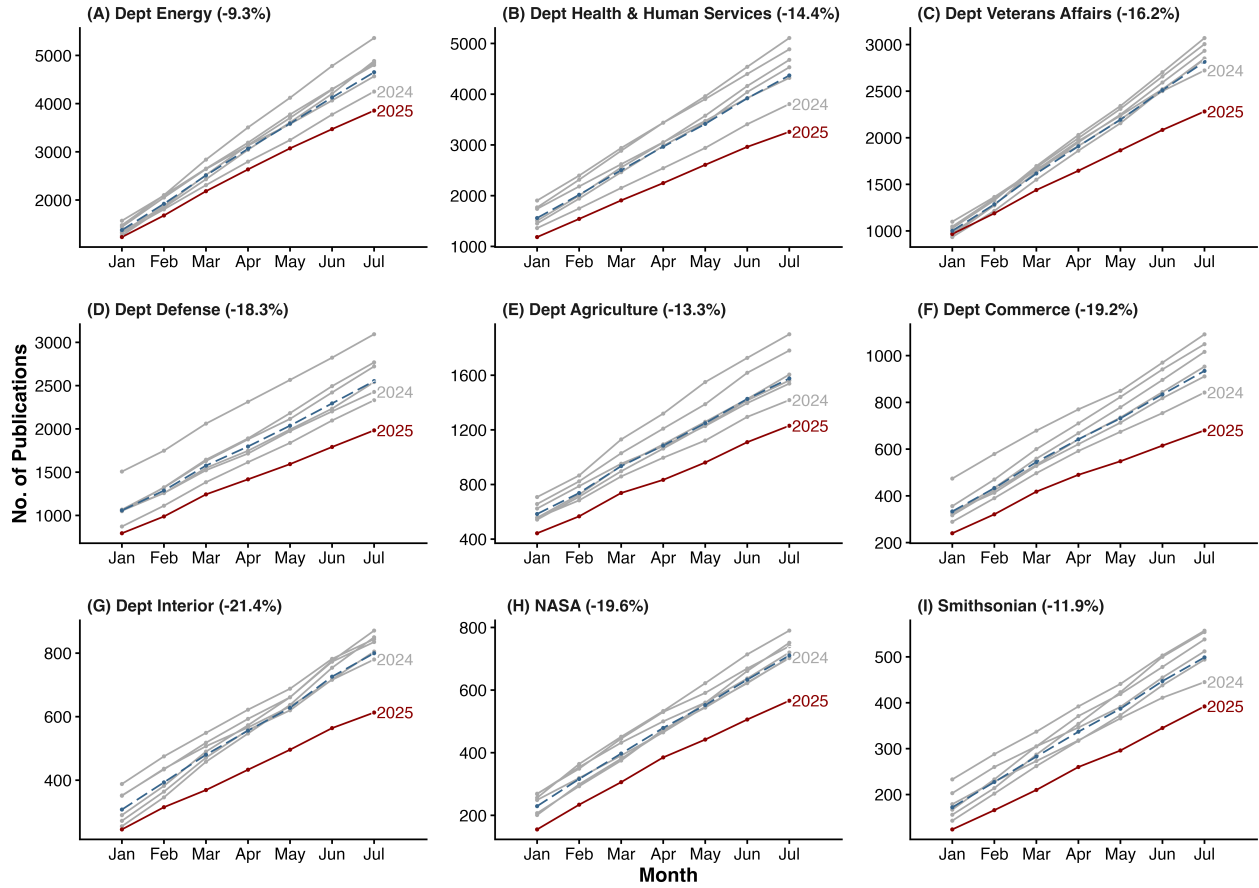 (A) Dept Energy (-9.3%)
5000
4000
3000
2000
2024
2025
Jan Feb Mar Apr May Jun Jul
(B) Dept Health & Human Services (-14.4%)
5000
4000
3000
2000
1000
2024
2025
Jan Feb Mar Apr May Jun Jul
(C) Dept Veterans Affairs (-16.2%)
3000
2500
2000
1500
1000
2024
2025
Jan Feb Mar Apr May Jun Jul
No. of Publications
(D) Dept Defense (-18.3%)
3000
2500
2000
1500
1000
2024
2025
Jan Feb Mar Apr May Jun Jul
(E) Dept Agriculture (-13.3%)
1600
1200
800
400
2024
2025
Jan Feb Mar Apr May Jun Jul
(F) Dept Commerce (-19.2%)
1000
800
600
400
200
2024
2025
Jan Feb Mar Apr May Jun Jul
(G) Dept Interior (-21.4%)
800
600
400
2024
2025
Jan Feb Mar Apr May Jun Jul
(H) NASA (-19.6%)
800
600
400
200
2024
2025
Jan Feb Mar Apr May Jun Jul
(I) Smithsonian (-11.9%)
500
400
300
200
2024
2025
Jan Feb Mar Apr May Jun Jul
Month